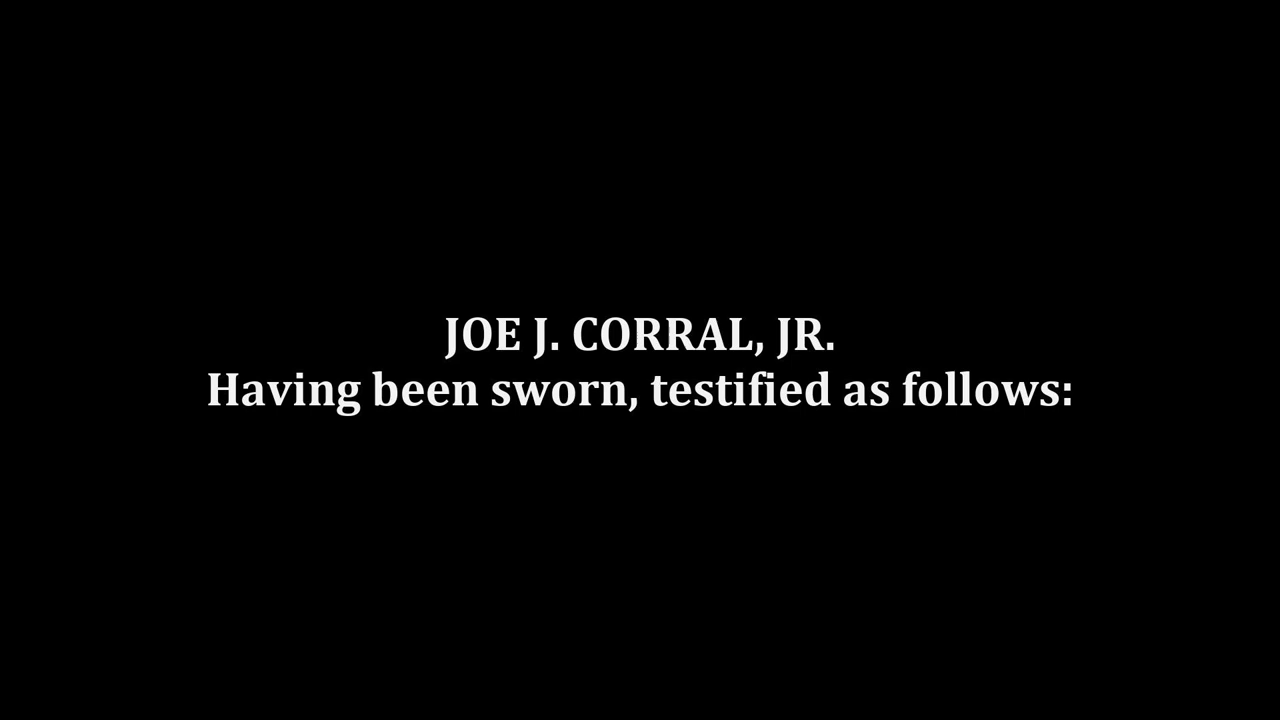 JOE J. CORRAL, JR.
Having been sworn, testified as follows: